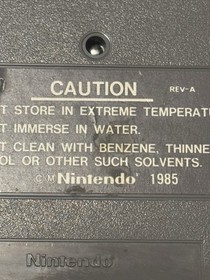 CAUTION REV-A
T STORE IN EXTREME TEMPERATU
T IMMERSE IN WATER.
T CLEAN WITH BENZENE, THINNE
OL OR OTHER SUCH SOLVENTS.
© M Nintendo® 1985
Nintendo